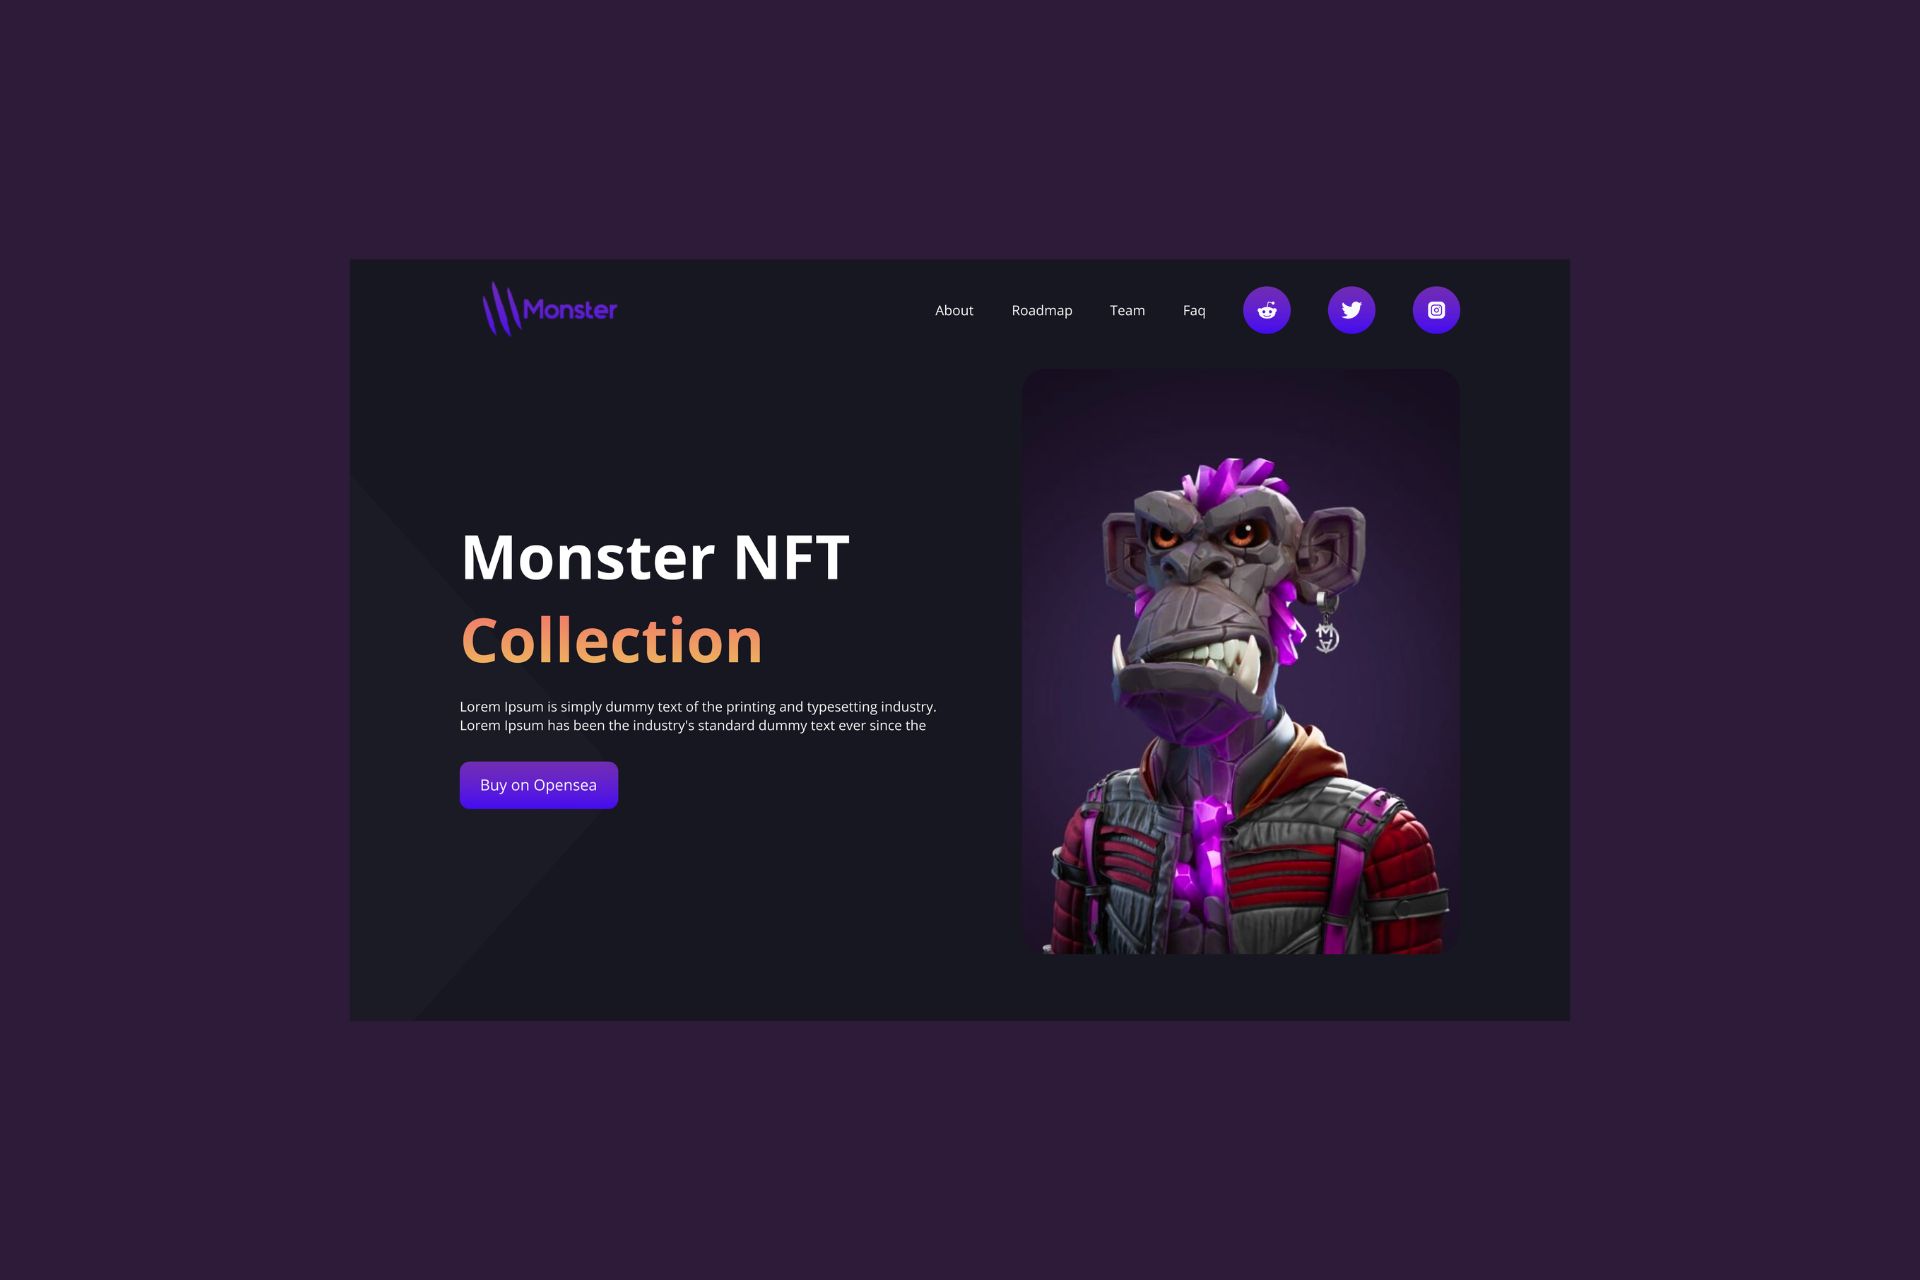 Monster
About
Roadmap
Team
Faq
Monster NFT
Collection
Lorem Ipsum is simply dummy text of the printing and typesetting industry.
Lorem Ipsum has been the industry's standard dummy text ever since the
Buy on Opensea